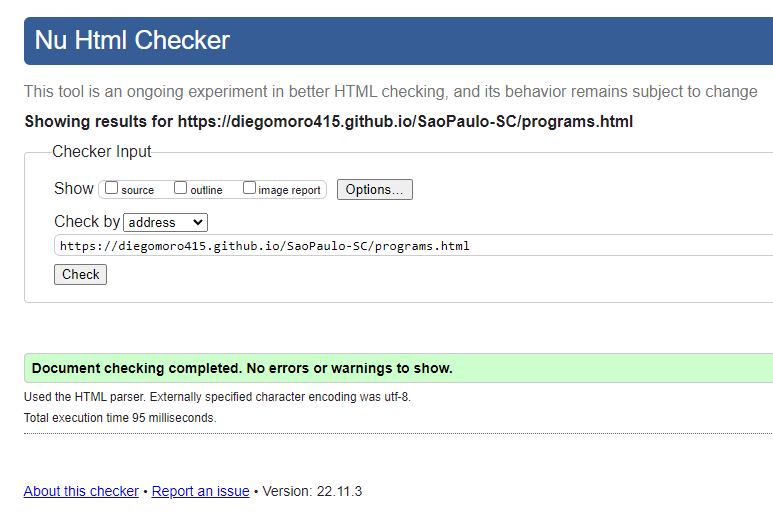 Nu Html Checker
This tool is an ongoing experiment in better HTML checking, and its behavior remains subject to change
Showing results for https://diegomoro415.github.io/SaoPaulo-SC/programs.html
Checker Input
Show source outline image report Options...
Check by address
https://diegomoro415.github.io/SaoPaulo-SC/programs.html
Check
Document checking completed. No errors or warnings to show.
Used the HTML parser. Externally specified character encoding was utf-8.
Total execution time 95 milliseconds.
About this checker • Report an issue • Version: 22.11.3